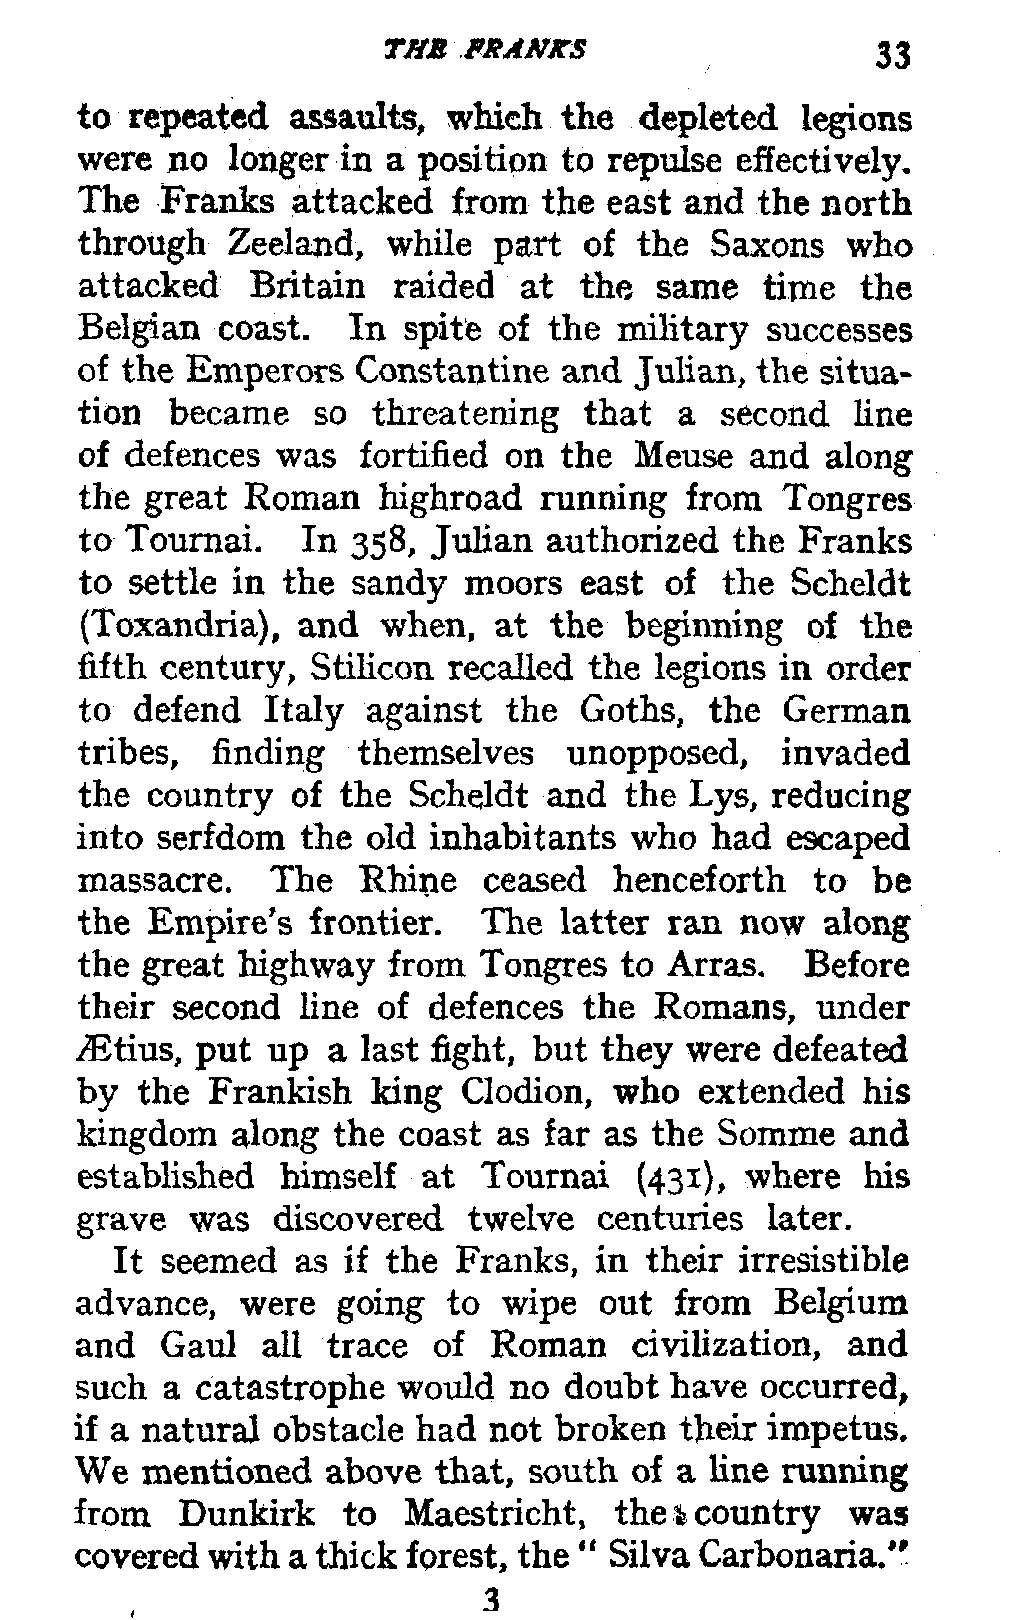 THE FRANKS 33
to repeated assaults, which the depleted legions
were no longer in a position to repulse effectively.
The Franks attacked from the east and the north
through Zeeland, while part of the Saxons who
attacked Britain raided at the same time the
Belgian coast. In spite of the military successes
of the Emperors Constantine and Julian, the situa-
tion became so threatening that a second line
of defences was fortified on the Meuse and along
the great Roman highroad running from Tongres
to Tournai. In 358, Julian authorized the Franks
to settle in the sandy moors east of the Scheldt
(Toxandria), and when, at the beginning of the
fifth century, Stilicon recalled the legions in order
to defend Italy against the Goths, the German
tribes, finding themselves unopposed, invaded
the country of the Scheldt and the Lys, reducing
into serfdom the old inhabitants who had escaped
massacre. The Rhine ceased henceforth to be
the Empire's frontier. The latter ran now along
the great highway from Tongres to Arras. Before
their second line of defences the Romans, under
Ætius, put up a last fight, but they were defeated
by the Frankish king Clodion, who extended his
kingdom along the coast as far as the Somme and
established himself at Tournai (431), where his
grave was discovered twelve centuries later.
It seemed as if the Franks, in their irresistible
advance, were going to wipe out from Belgium
and Gaul all trace of Roman civilization, and
such a catastrophe would no doubt have occurred,
if a natural obstacle had not broken their impetus.
We mentioned above that, south of a line running
from Dunkirk to Maestricht, the country was
covered with a thick forest, the " Silva Carbonaria."
3